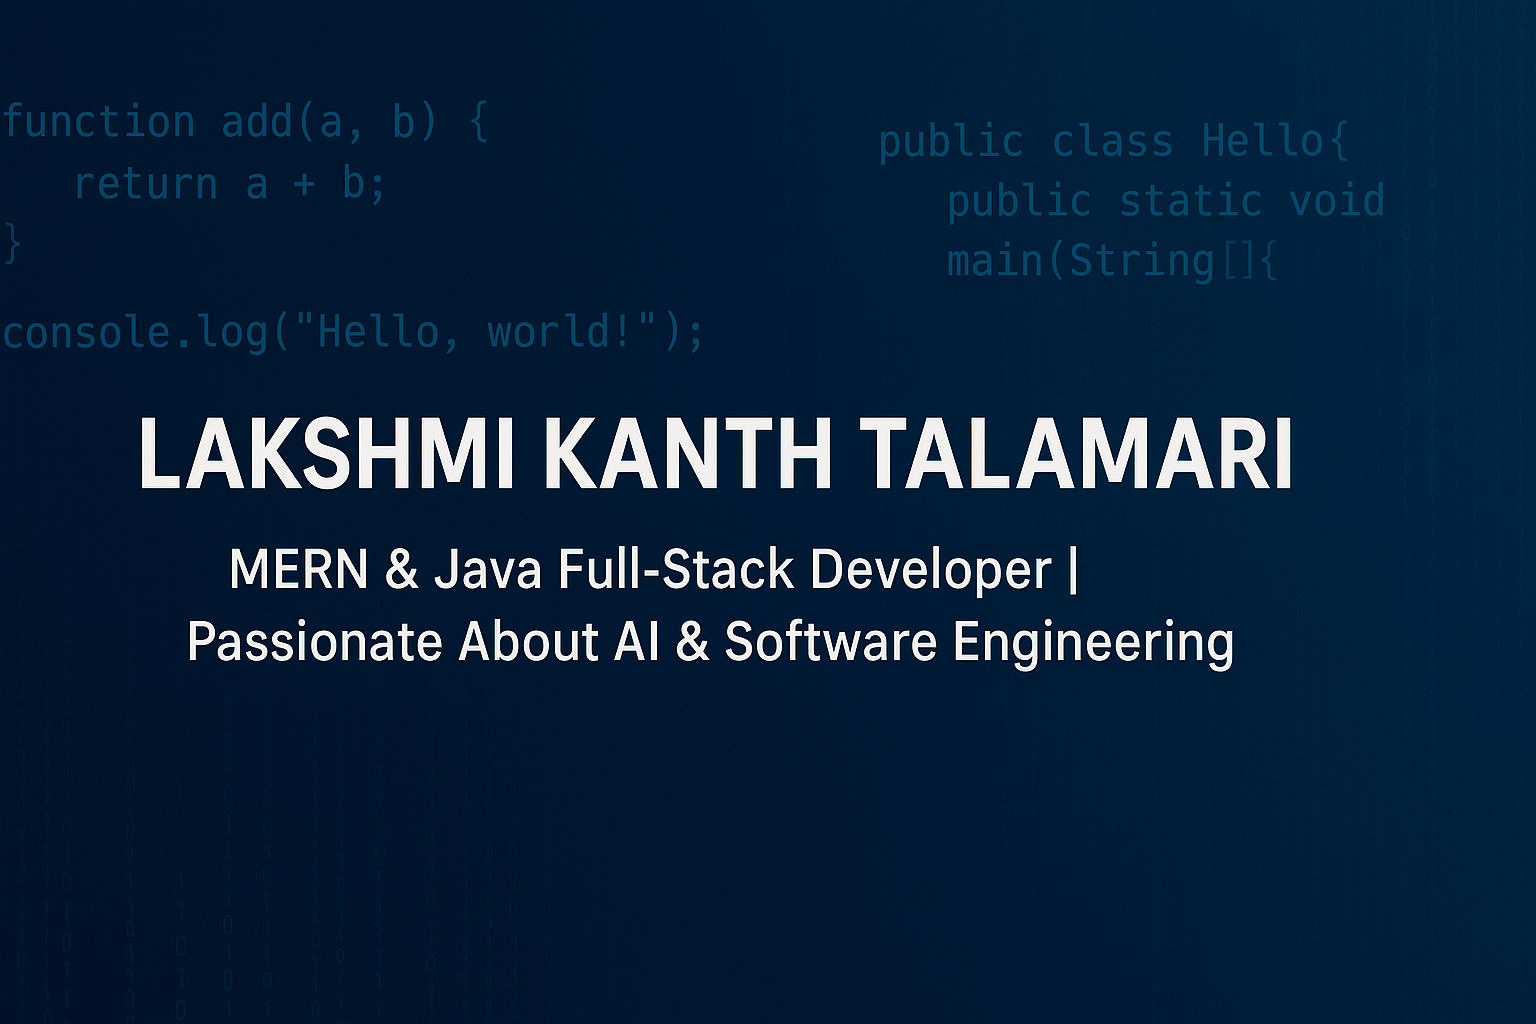 function add(a, b) {
return a + b;
}
console.log("Hello, world!");
public class Hello{
public static void
main(String[]{
LAKSHMI KANTH TALAMARI
MERN & Java Full-Stack Developer |
Passionate About AI & Software Engineering